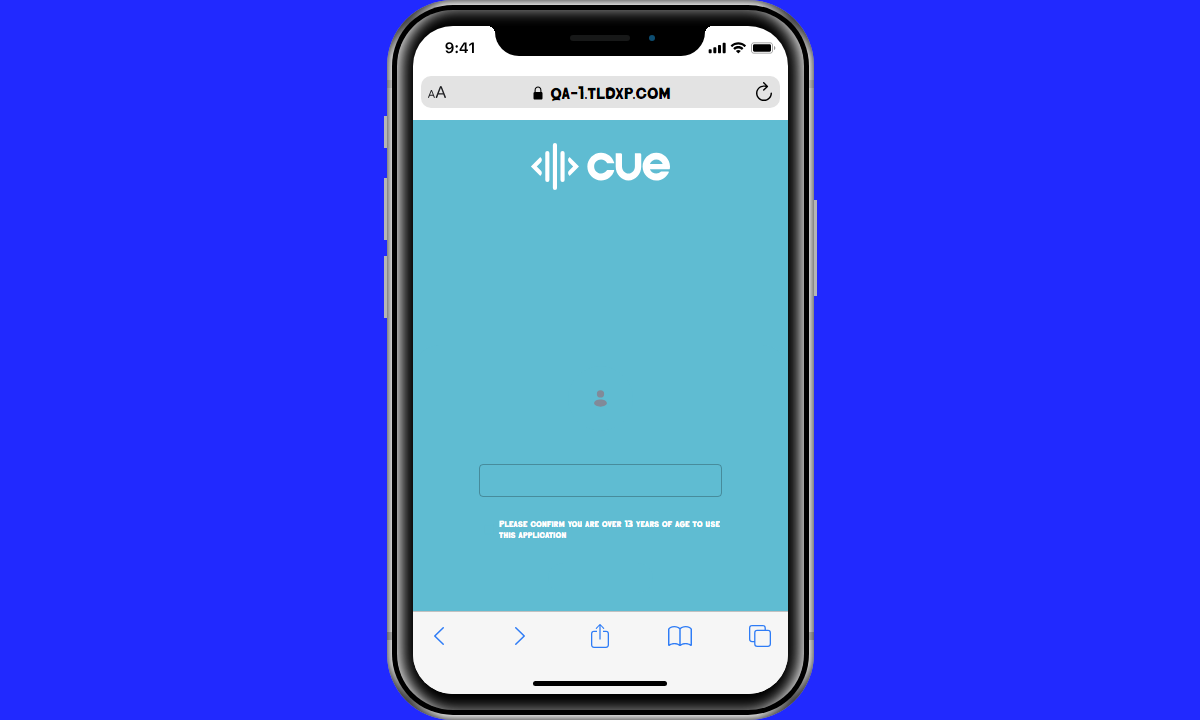 9:41
AA QA-1.TLDXP.COM
cue
Please confirm you are over 13 years of age to use
this application